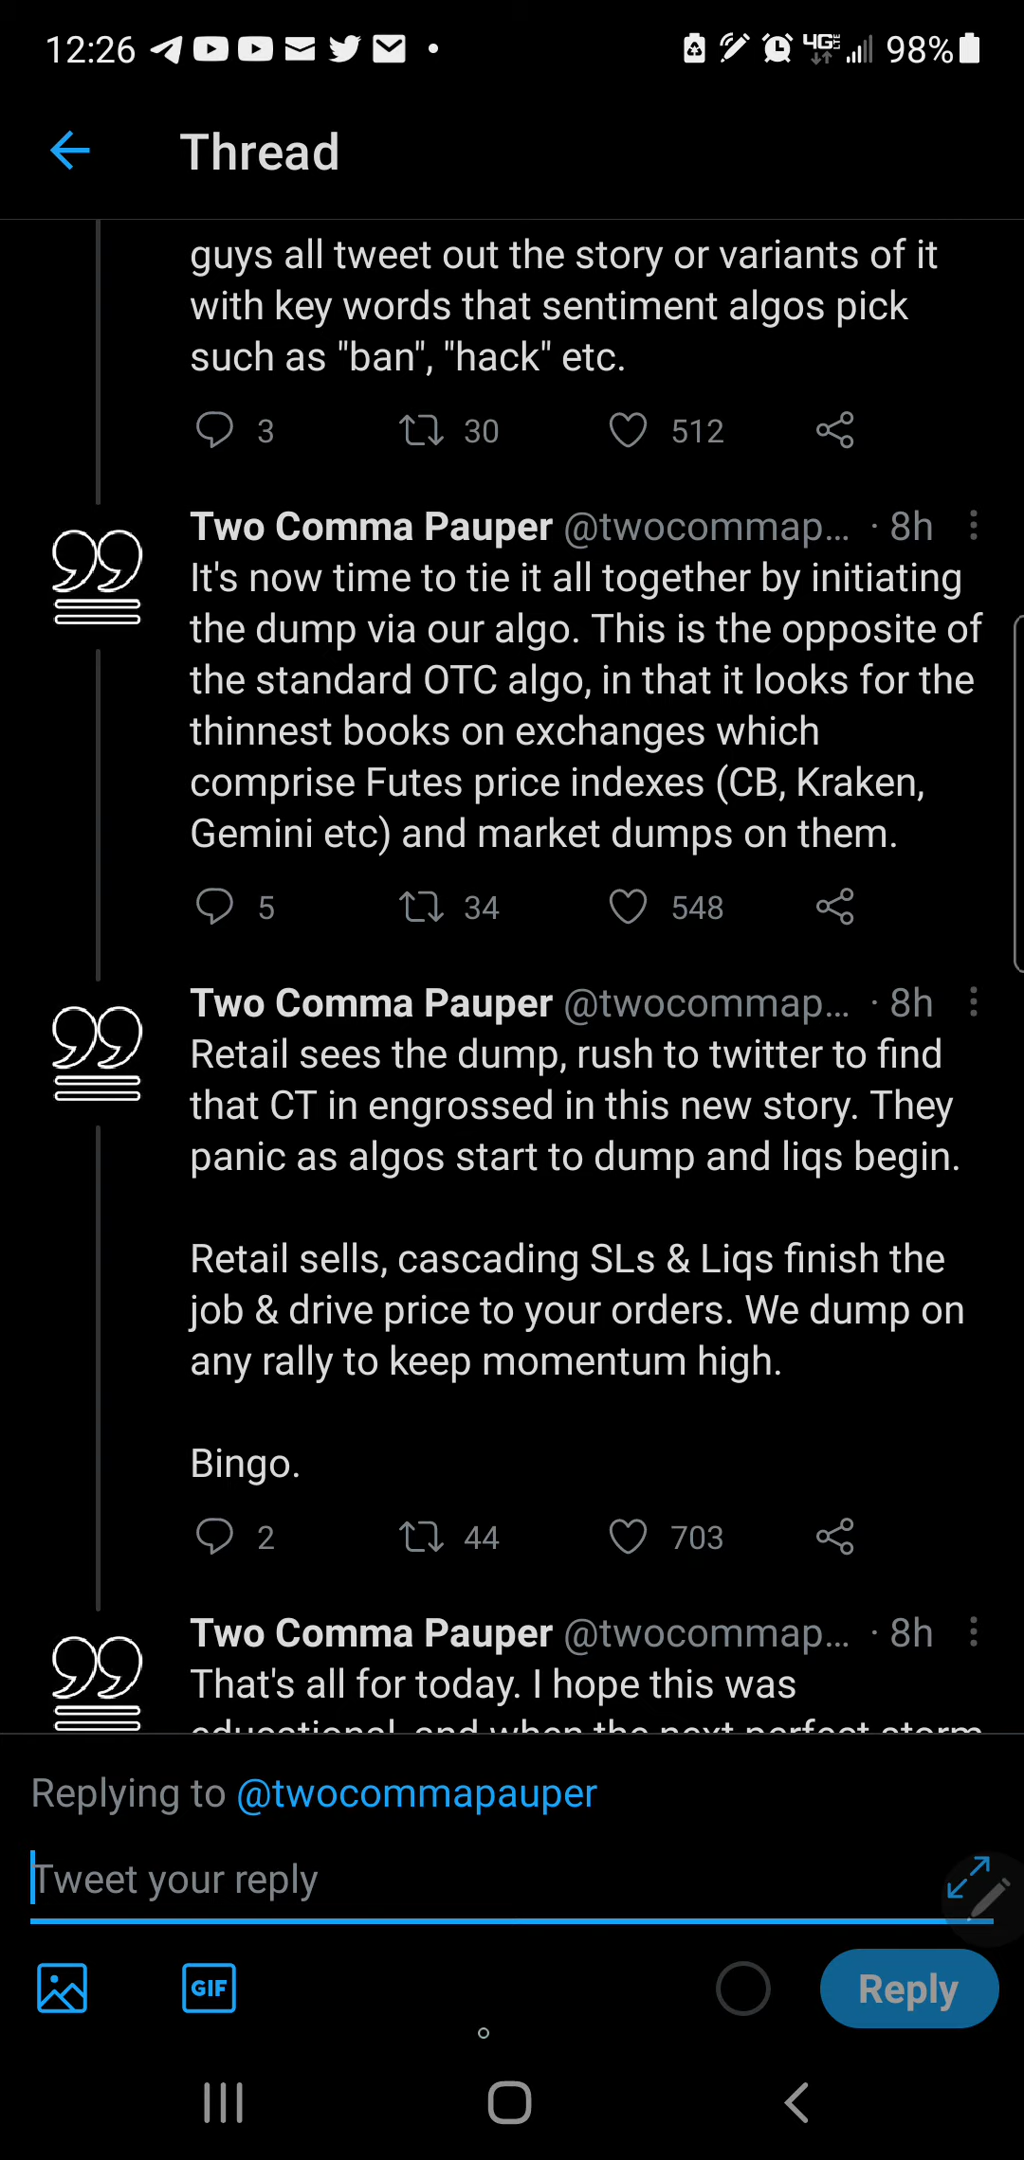 12:26 98%
Thread
guys all tweet out the story or variants of it
with key words that sentiment algos pick
such as "ban", "hack" etc.
3 30 512
Two Comma Pauper @twocommap... · 8h
It's now time to tie it all together by initiating
the dump via our algo. This is the opposite of
the standard OTC algo, in that it looks for the
thinnest books on exchanges which
comprise Futes price indexes (CB, Kraken,
Gemini etc) and market dumps on them.
5 34 548
Two Comma Pauper @twocommap... · 8h
Retail sees the dump, rush to twitter to find
that CT in engrossed in this new story. They
panic as algos start to dump and liqs begin.
Retail sells, cascading SLs & Liqs finish the
job & drive price to your orders. We dump on
any rally to keep momentum high.
Bingo.
2 44 703
Two Comma Pauper @twocommap... · 8h
That's all for today. I hope this was
educational, and when the next perfect storm
Replying to @twocommapauper
Tweet your reply
GIF Reply